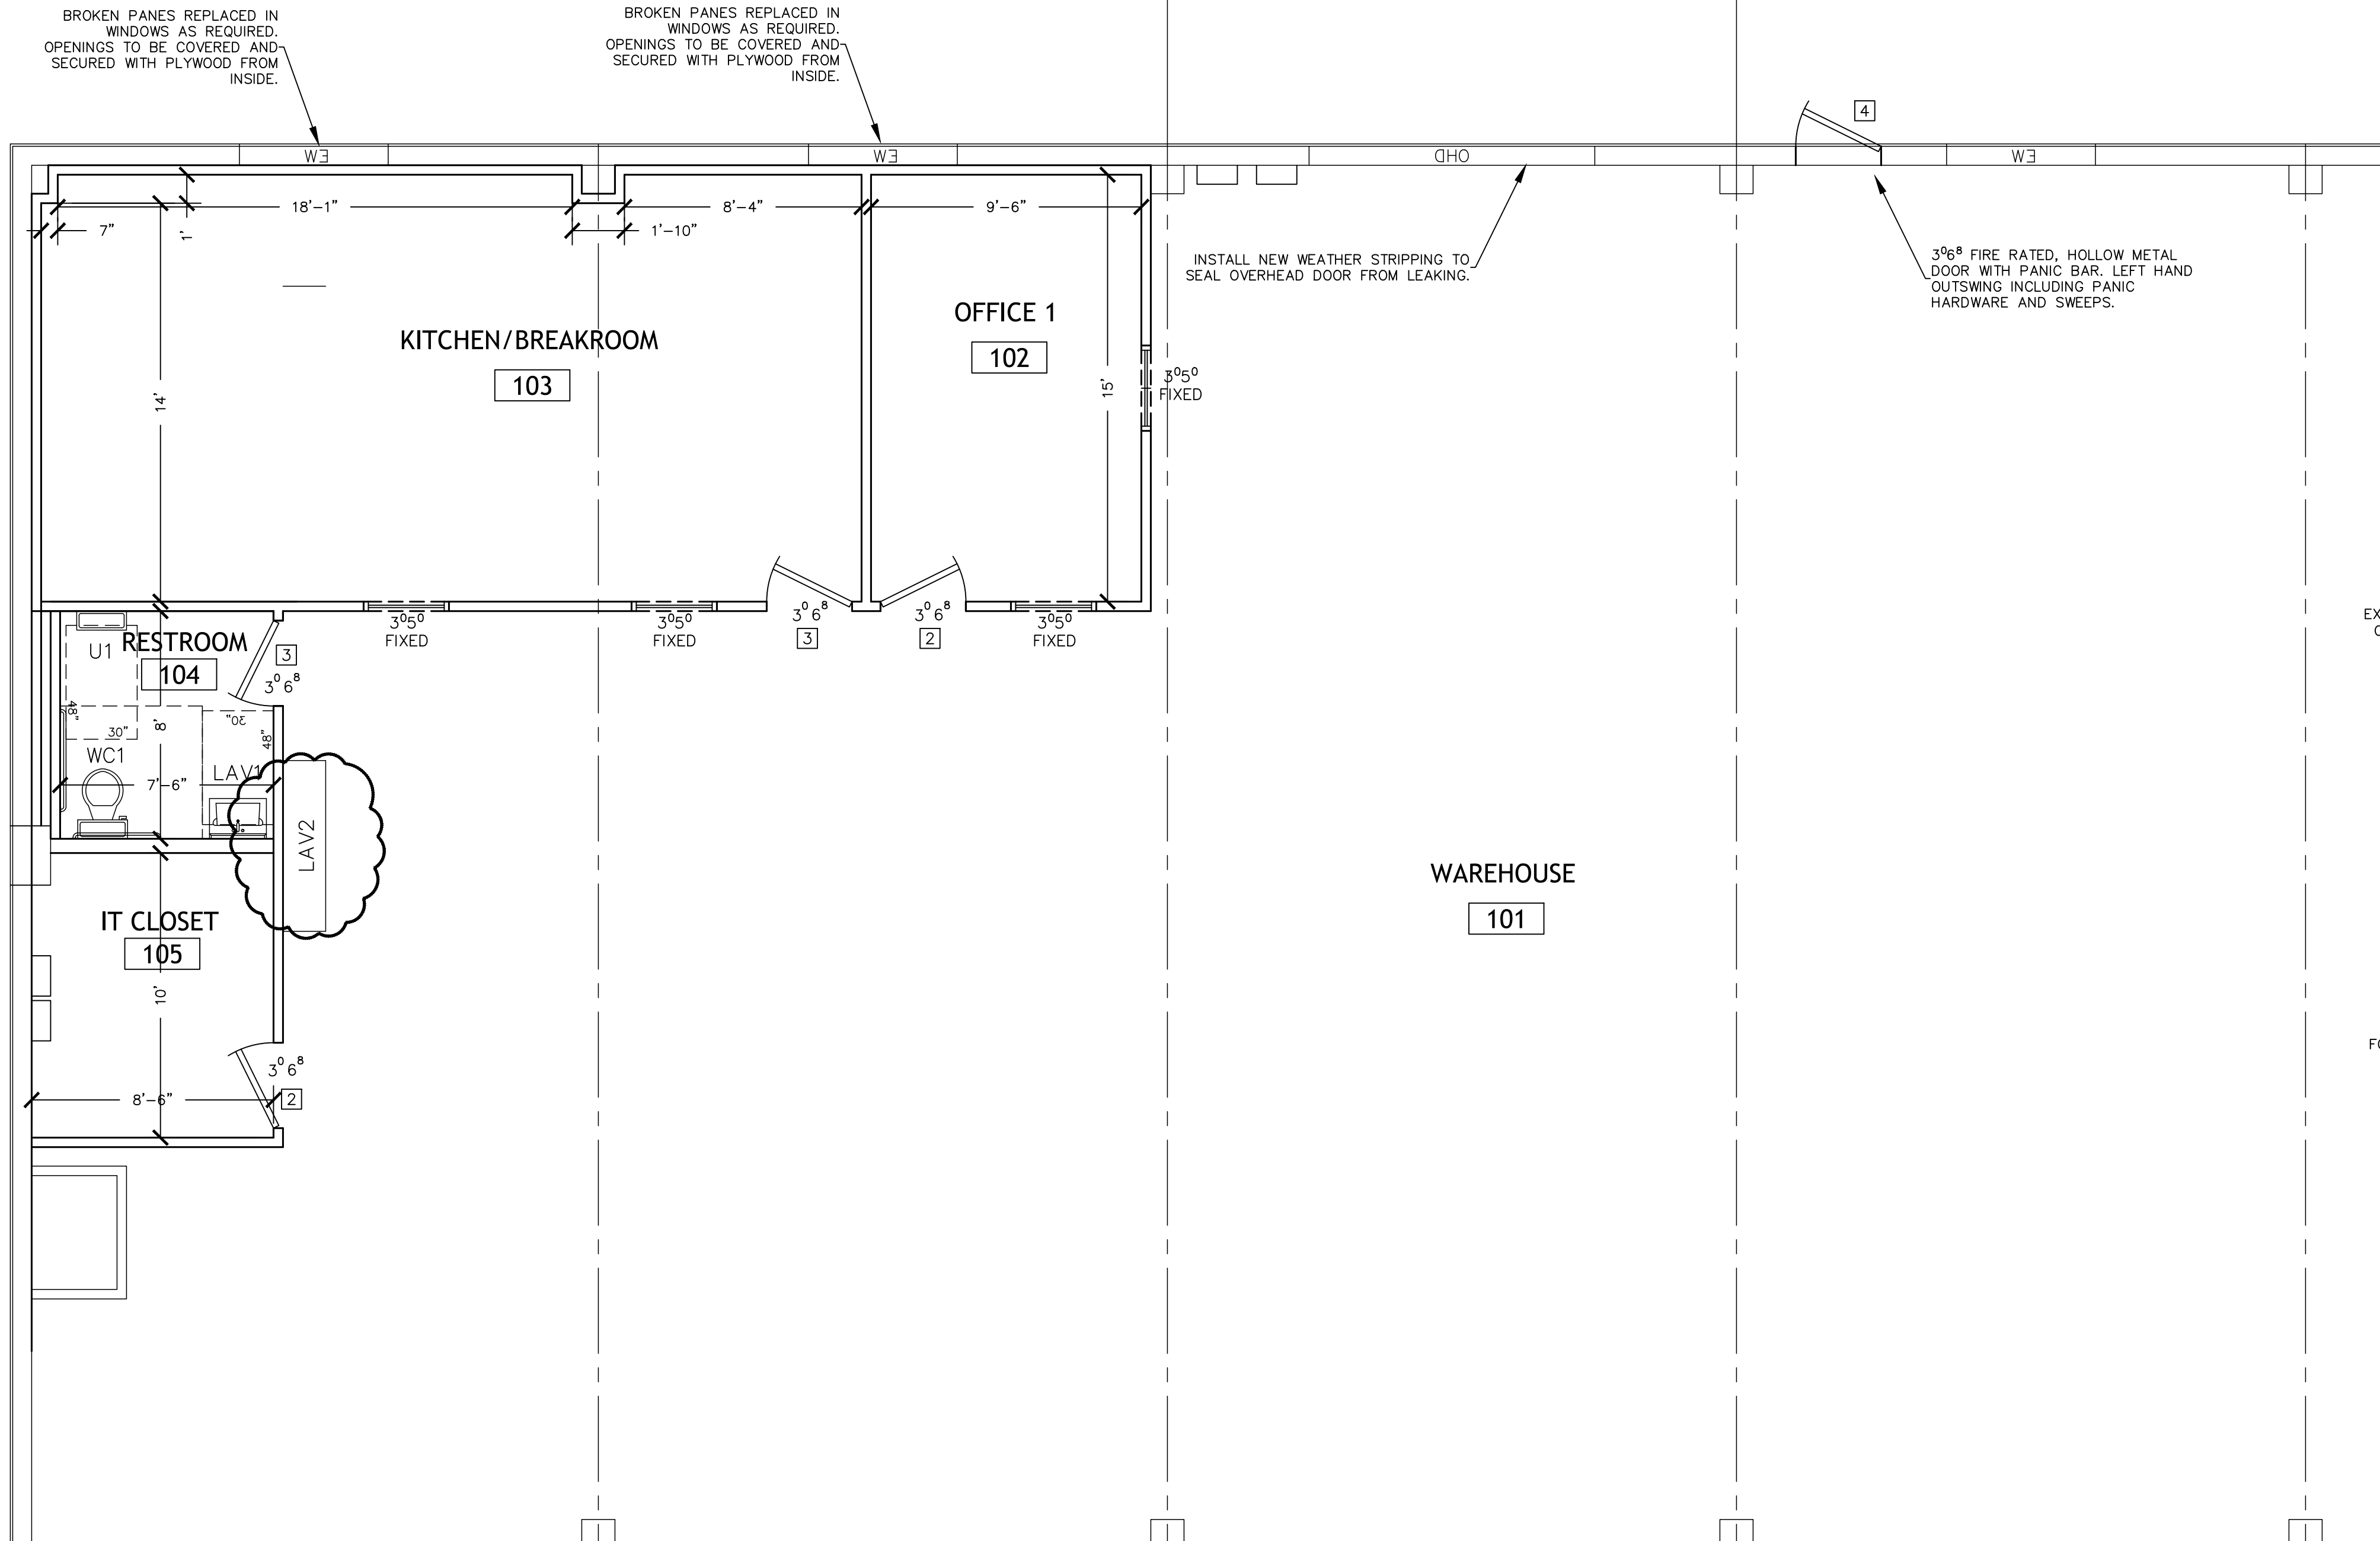 BROKEN PANES REPLACED IN
WINDOWS AS REQUIRED.
OPENINGS TO BE COVERED AND
SECURED WITH PLYWOOD FROM
INSIDE.
BROKEN PANES REPLACED IN
WINDOWS AS REQUIRED.
OPENINGS TO BE COVERED AND
SECURED WITH PLYWOOD FROM
INSIDE.
4
EW
EW
OHD
EW
18'-1"
8'-4"
9'-6"
7"
1'
1'-10"
INSTALL NEW WEATHER STRIPPING TO
SEAL OVERHEAD DOOR FROM LEAKING.
3⁰6⁸ FIRE RATED, HOLLOW METAL
DOOR WITH PANIC BAR. LEFT HAND
OUTSWING INCLUDING PANIC
HARDWARE AND SWEEPS.
KITCHEN/BREAKROOM
103
OFFICE 1
102
14'
15'
3⁰5⁰
FIXED
3⁰5⁰
FIXED
3⁰5⁰
FIXED
3⁰6⁸
3
3⁰6⁸
2
3⁰5⁰
FIXED
RESTROOM
104
U1
3
3⁰6⁸
48"
30"
8'
30"
48"
WC1
LAV1
7'-6"
LAV2
IT CLOSET
105
10'
3⁰6⁸
2
8'-6"
WAREHOUSE
101